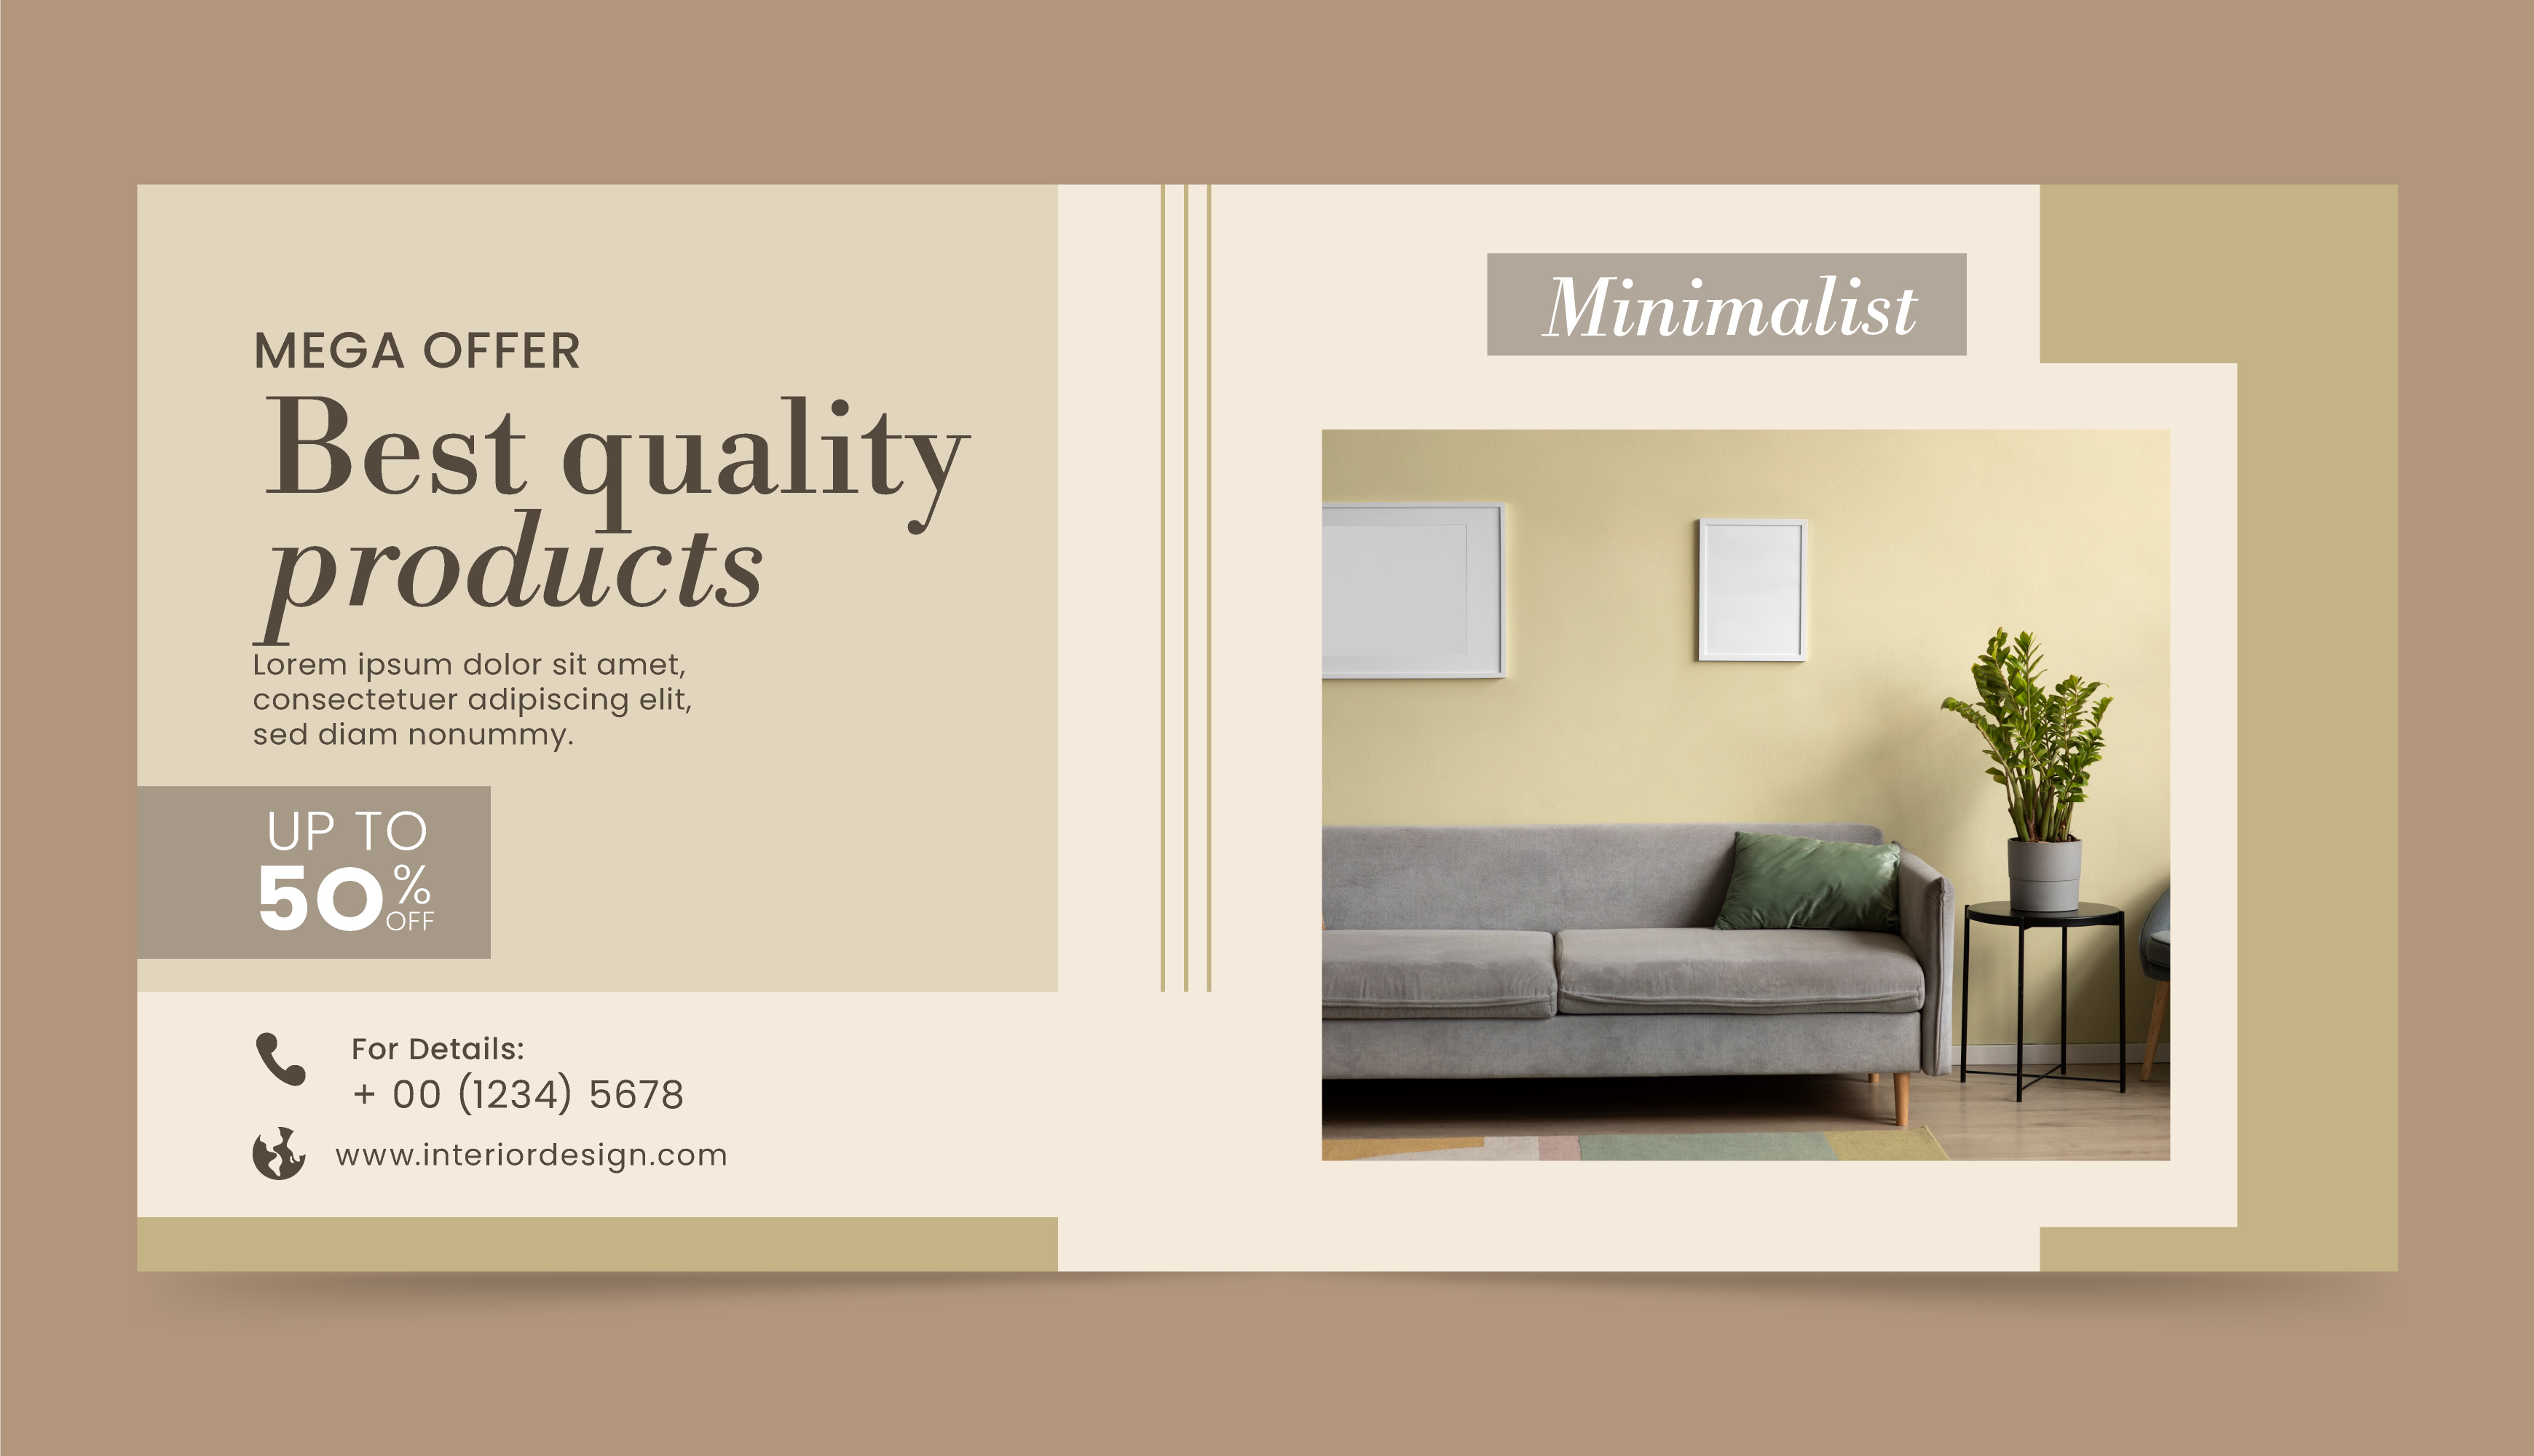 MEGA OFFER
Best quality
products
Lorem ipsum dolor sit amet,
consectetuer adipiscing elit,
sed diam nonummy.
UP TO
50%
OFF
For Details:
+ 00 (1234) 5678
www.interiordesign.com
Minimalist